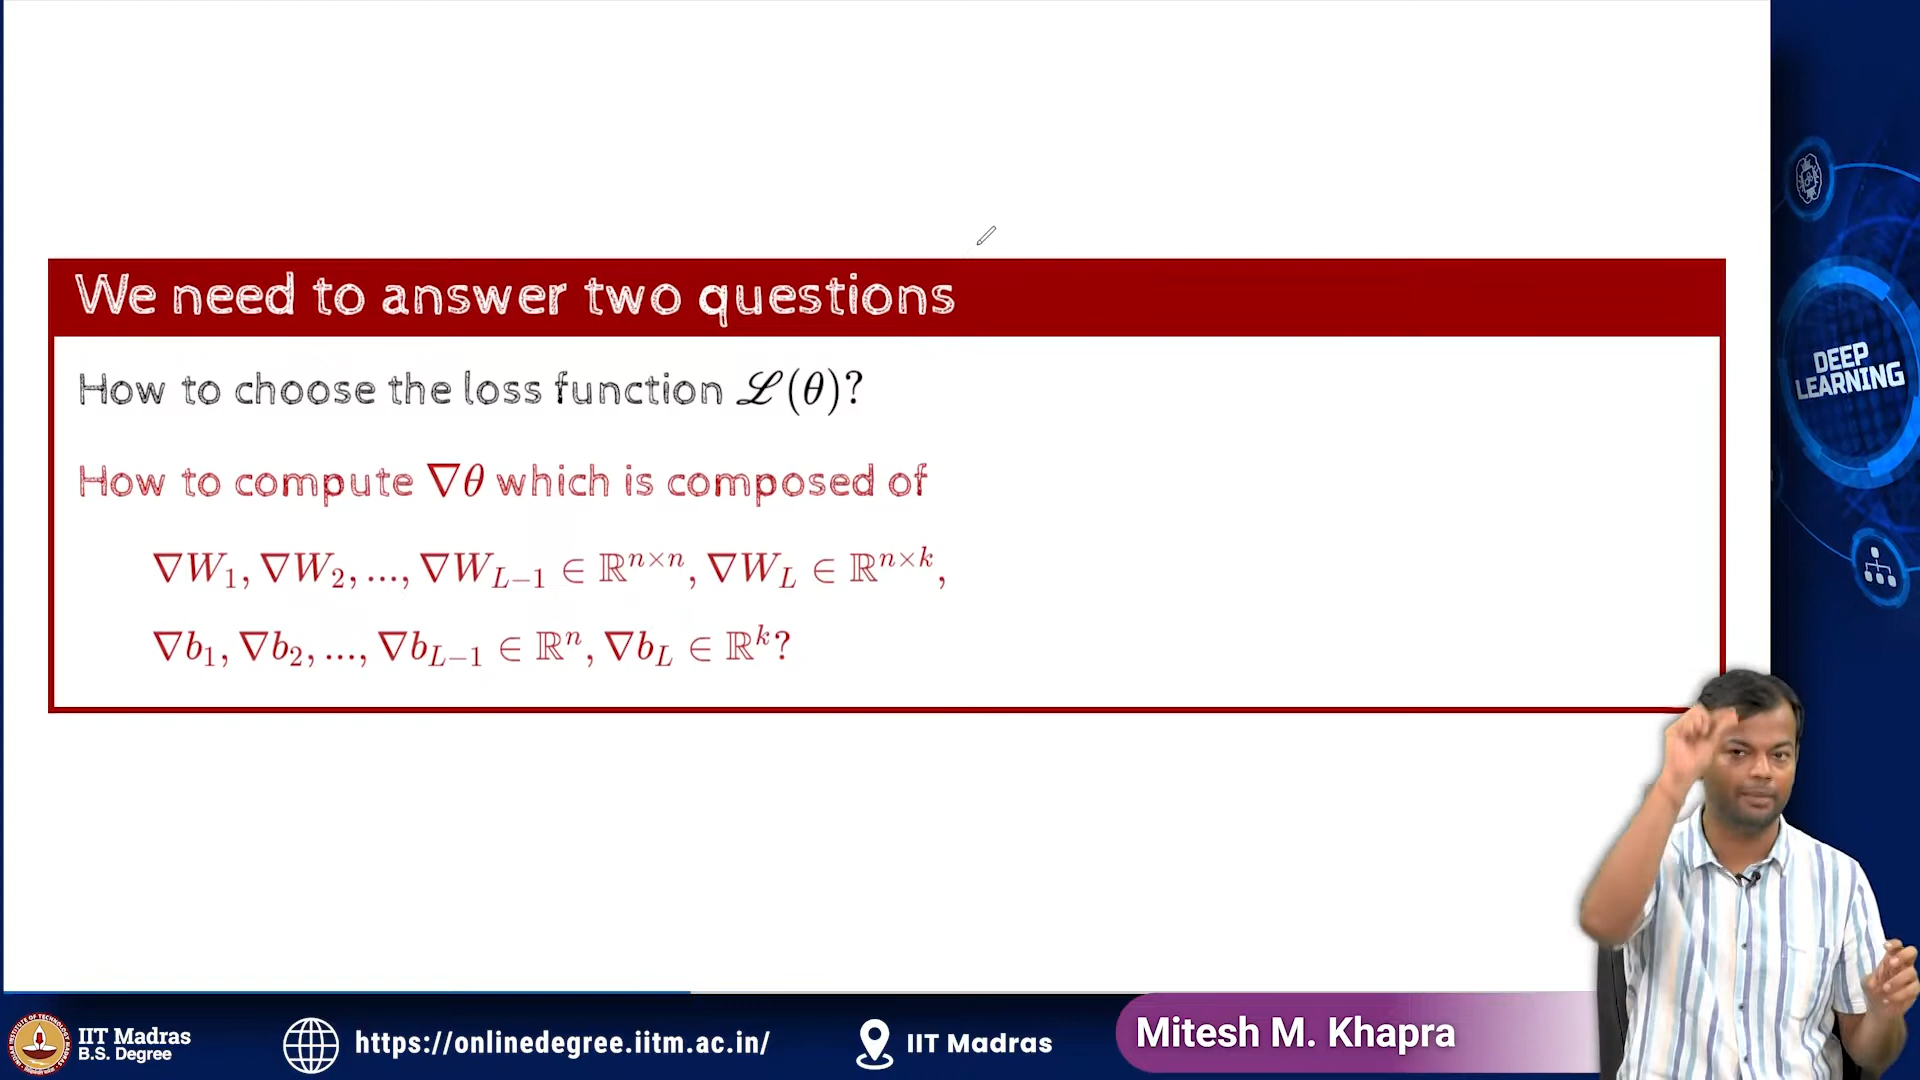 We need to answer two questions
How to choose the loss function ℒ(θ)?
How to compute ∇θ which is composed of
∇W₁, ∇W₂, ..., ∇W_{L−1} ∈ ℝ^{n×n}, ∇W_L ∈ ℝ^{n×k},
∇b₁, ∇b₂, ..., ∇b_{L−1} ∈ ℝⁿ, ∇b_L ∈ ℝᵏ?
DEEP
LEARNING
IIT Madras
B.S. Degree
https://onlinedegree.iitm.ac.in/
IIT Madras
Mitesh M. Khapra